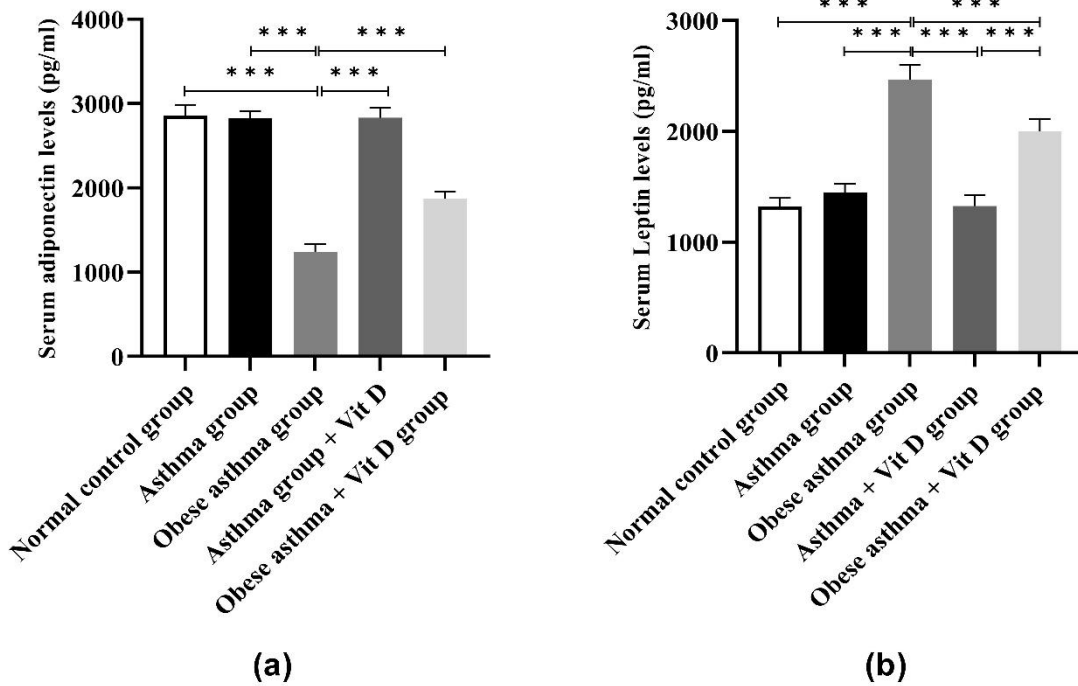 Serum adiponectin levels (pg/ml)
4000
3000
2000
1000
0
*** ***
*** ***
Normal control group
Asthma group
Obese asthma group
Asthma group + Vit D
Obese asthma + Vit D group
(a)
Serum Leptin levels (pg/ml)
3000
2000
1000
0
*** ***
*** *** ***
Normal control group
Asthma group
Obese asthma group
Asthma + Vit D group
Obese asthma + Vit D group
(b)